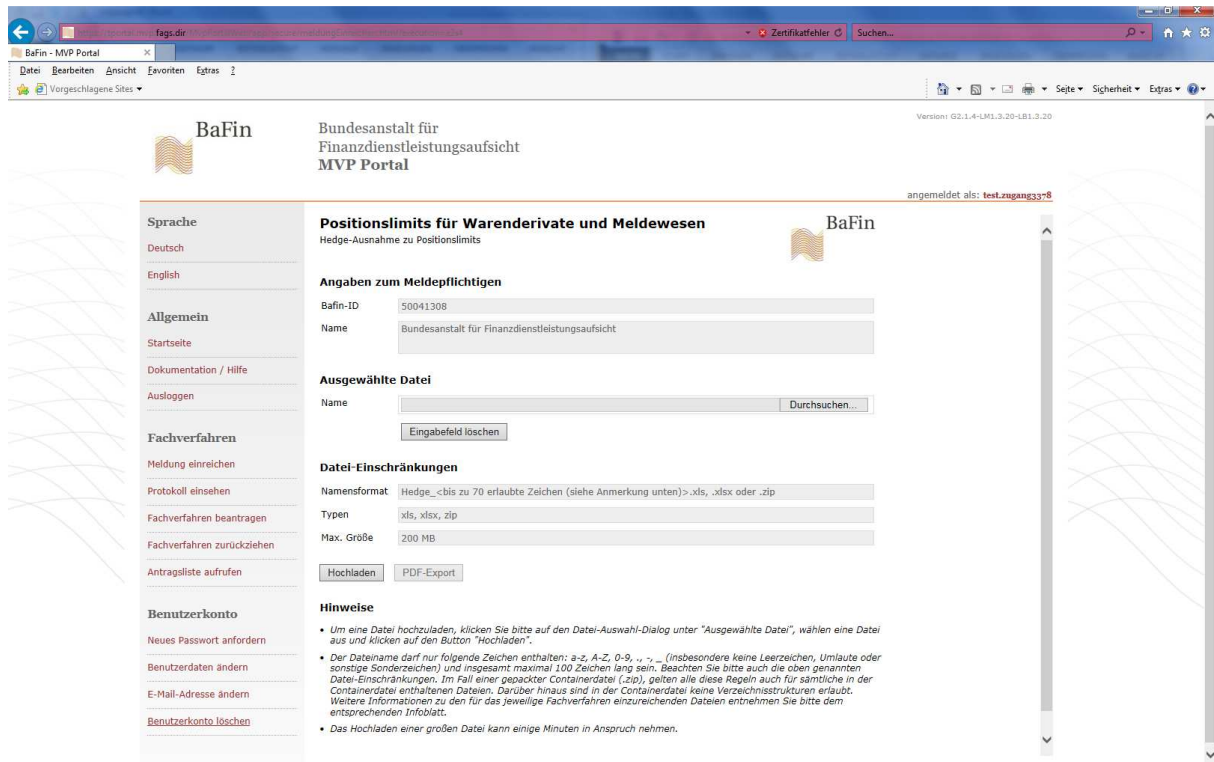 fags.dir
Zertifikatfehler
Suchen...
BaFin - MVP Portal
Datei Bearbeiten Ansicht Favoriten Extras ?
Vorgeschlagene Sites
Seite Sicherheit Extras
Version: G2.1.4-LM1.3.20-LB1.3.20
BaFin
Bundesanstalt für
Finanzdienstleistungsaufsicht
MVP Portal
angemeldet als: test.zugang3378
Sprache
Deutsch
English
Allgemein
Startseite
Dokumentation / Hilfe
Ausloggen
Fachverfahren
Meldung einreichen
Protokoll einsehen
Fachverfahren beantragen
Fachverfahren zurückziehen
Antragsliste aufrufen
Benutzerkonto
Neues Passwort anfordern
Benutzerdaten ändern
E-Mail-Adresse ändern
Benutzerkonto löschen
Positionslimits für Warenderivate und Meldewesen
Hedge-Ausnahme zu Positionslimits
BaFin
Angaben zum Meldepflichtigen
Bafin-ID 50041308
Name Bundesanstalt für Finanzdienstleistungsaufsicht
Ausgewählte Datei
Name Durchsuchen...
Eingabefeld löschen
Datei-Einschränkungen
Namensformat Hedge_<bis zu 70 erlaubte Zeichen (siehe Anmerkung unten)>.xls, .xlsx oder .zip
Typen xls, xlsx, zip
Max. Größe 200 MB
Hochladen PDF-Export
Hinweise
• Um eine Datei hochzuladen, klicken Sie bitte auf den Datei-Auswahl-Dialog unter "Ausgewählte Datei", wählen eine Datei
aus und klicken auf den Button "Hochladen".
• Der Dateiname darf nur folgende Zeichen enthalten: a-z, A-Z, 0-9, ., -, _ (insbesondere keine Leerzeichen, Umlaute oder
sonstige Sonderzeichen) und insgesamt maximal 100 Zeichen lang sein. Beachten Sie bitte auch die oben genannten
Datei-Einschränkungen. Im Fall einer gepackter Containerdatei (.zip), gelten alle diese Regeln auch für sämtliche in der
Containerdatei enthaltenen Dateien. Darüber hinaus sind in der Containerdatei keine Verzeichnisstrukturen erlaubt.
Weitere Informationen zu den für das jeweilige Fachverfahren einzureichenden Dateien entnehmen Sie bitte dem
entsprechenden Infoblatt.
• Das Hochladen einer großen Datei kann einige Minuten in Anspruch nehmen.